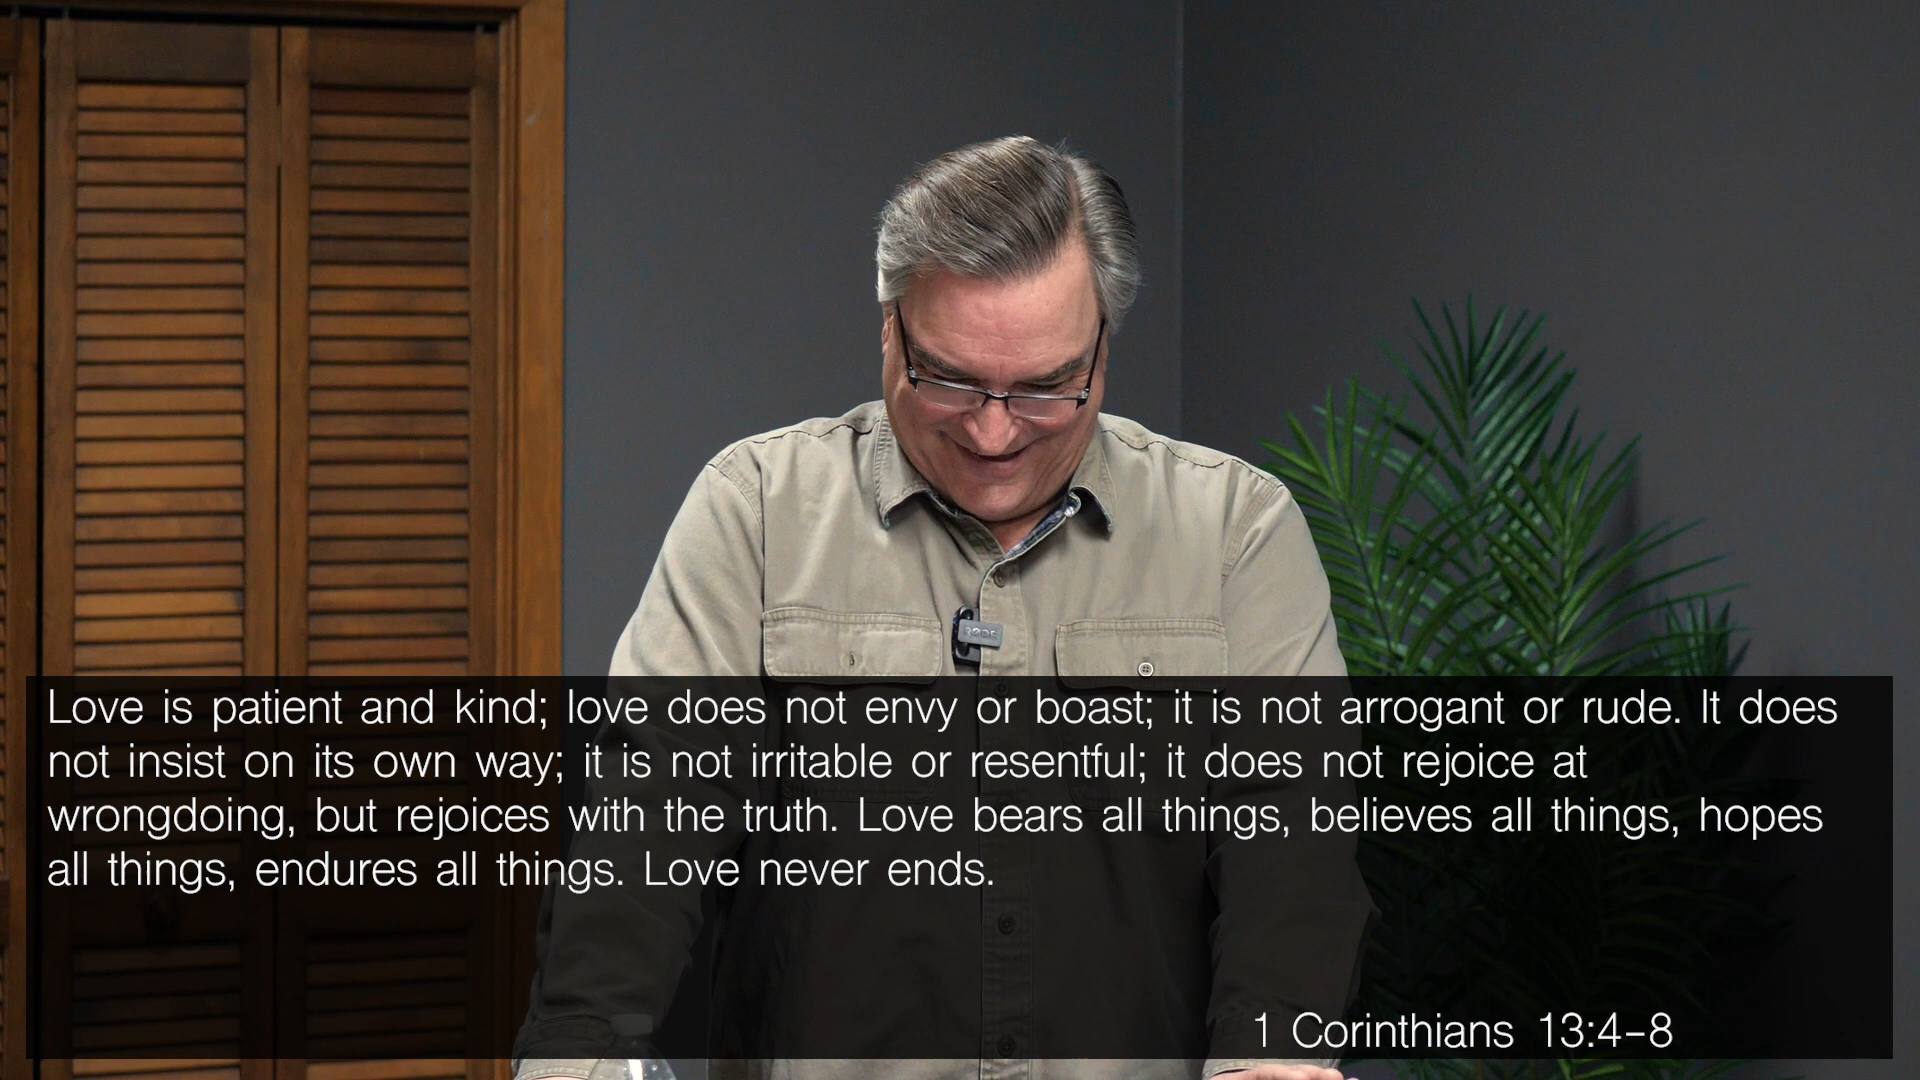 RODE
Love is patient and kind; love does not envy or boast; it is not arrogant or rude. It does
not insist on its own way; it is not irritable or resentful; it does not rejoice at
wrongdoing, but rejoices with the truth. Love bears all things, believes all things, hopes
all things, endures all things. Love never ends.
1 Corinthians 13:4-8